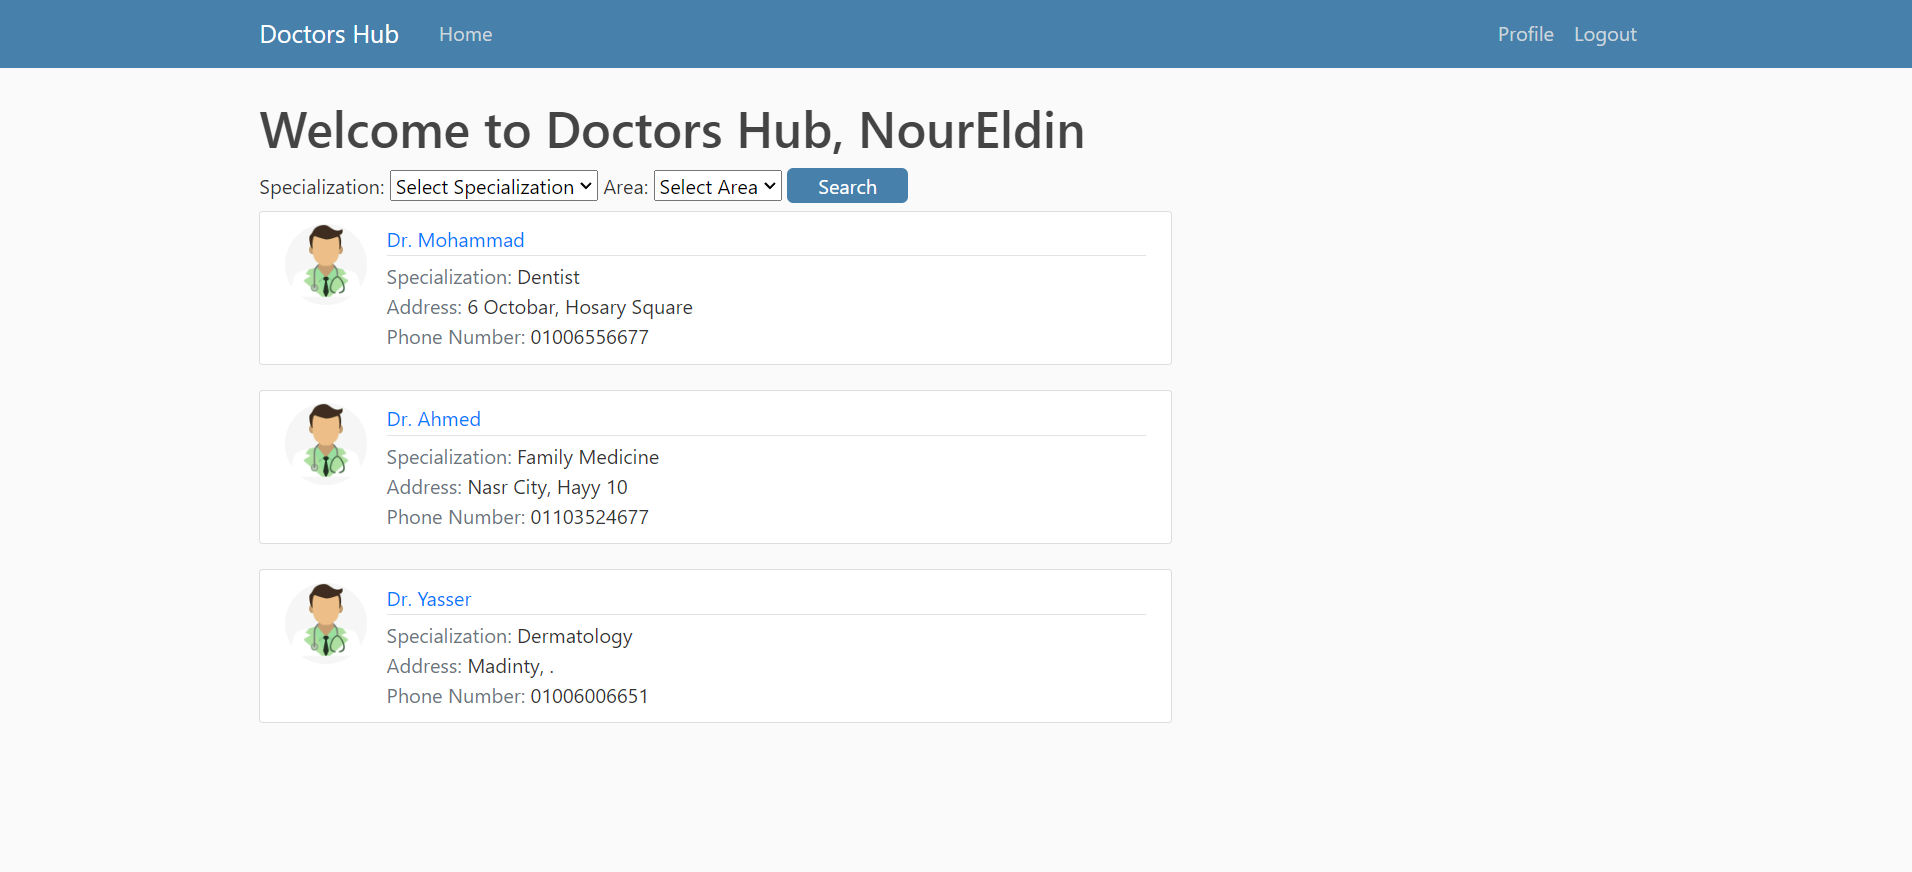 Doctors Hub Home Profile Logout
Welcome to Doctors Hub, NourEldin
Specialization: Select Specialization Area: Select Area Search
Dr. Mohammad
Specialization: Dentist
Address: 6 Octobar, Hosary Square
Phone Number: 01006556677
Dr. Ahmed
Specialization: Family Medicine
Address: Nasr City, Hayy 10
Phone Number: 01103524677
Dr. Yasser
Specialization: Dermatology
Address: Madinty, .
Phone Number: 01006006651